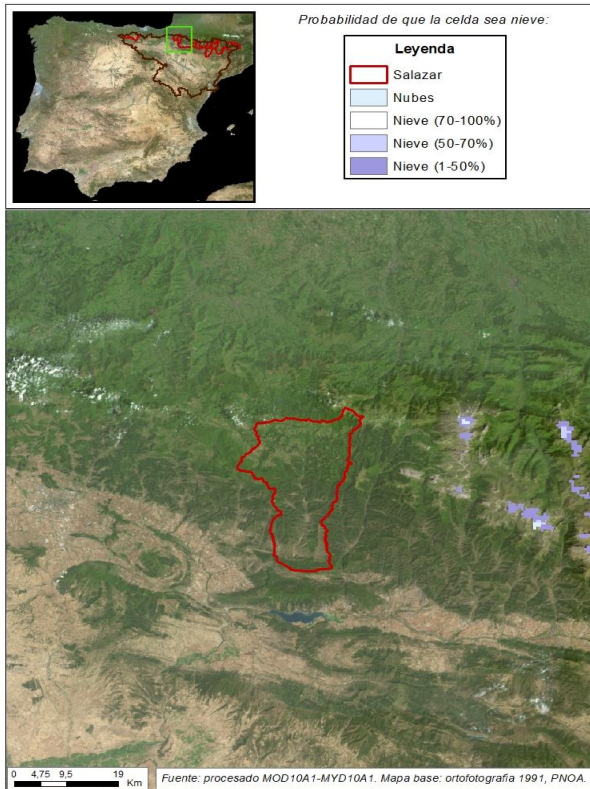 Probabilidad de que la celda sea nieve:
Leyenda
Salazar
Nubes
Nieve (70-100%)
Nieve (50-70%)
Nieve (1-50%)
0 4,75 9,5 19
Km
Fuente: procesado MOD10A1-MYD10A1. Mapa base: ortofotografia 1991, PNOA.